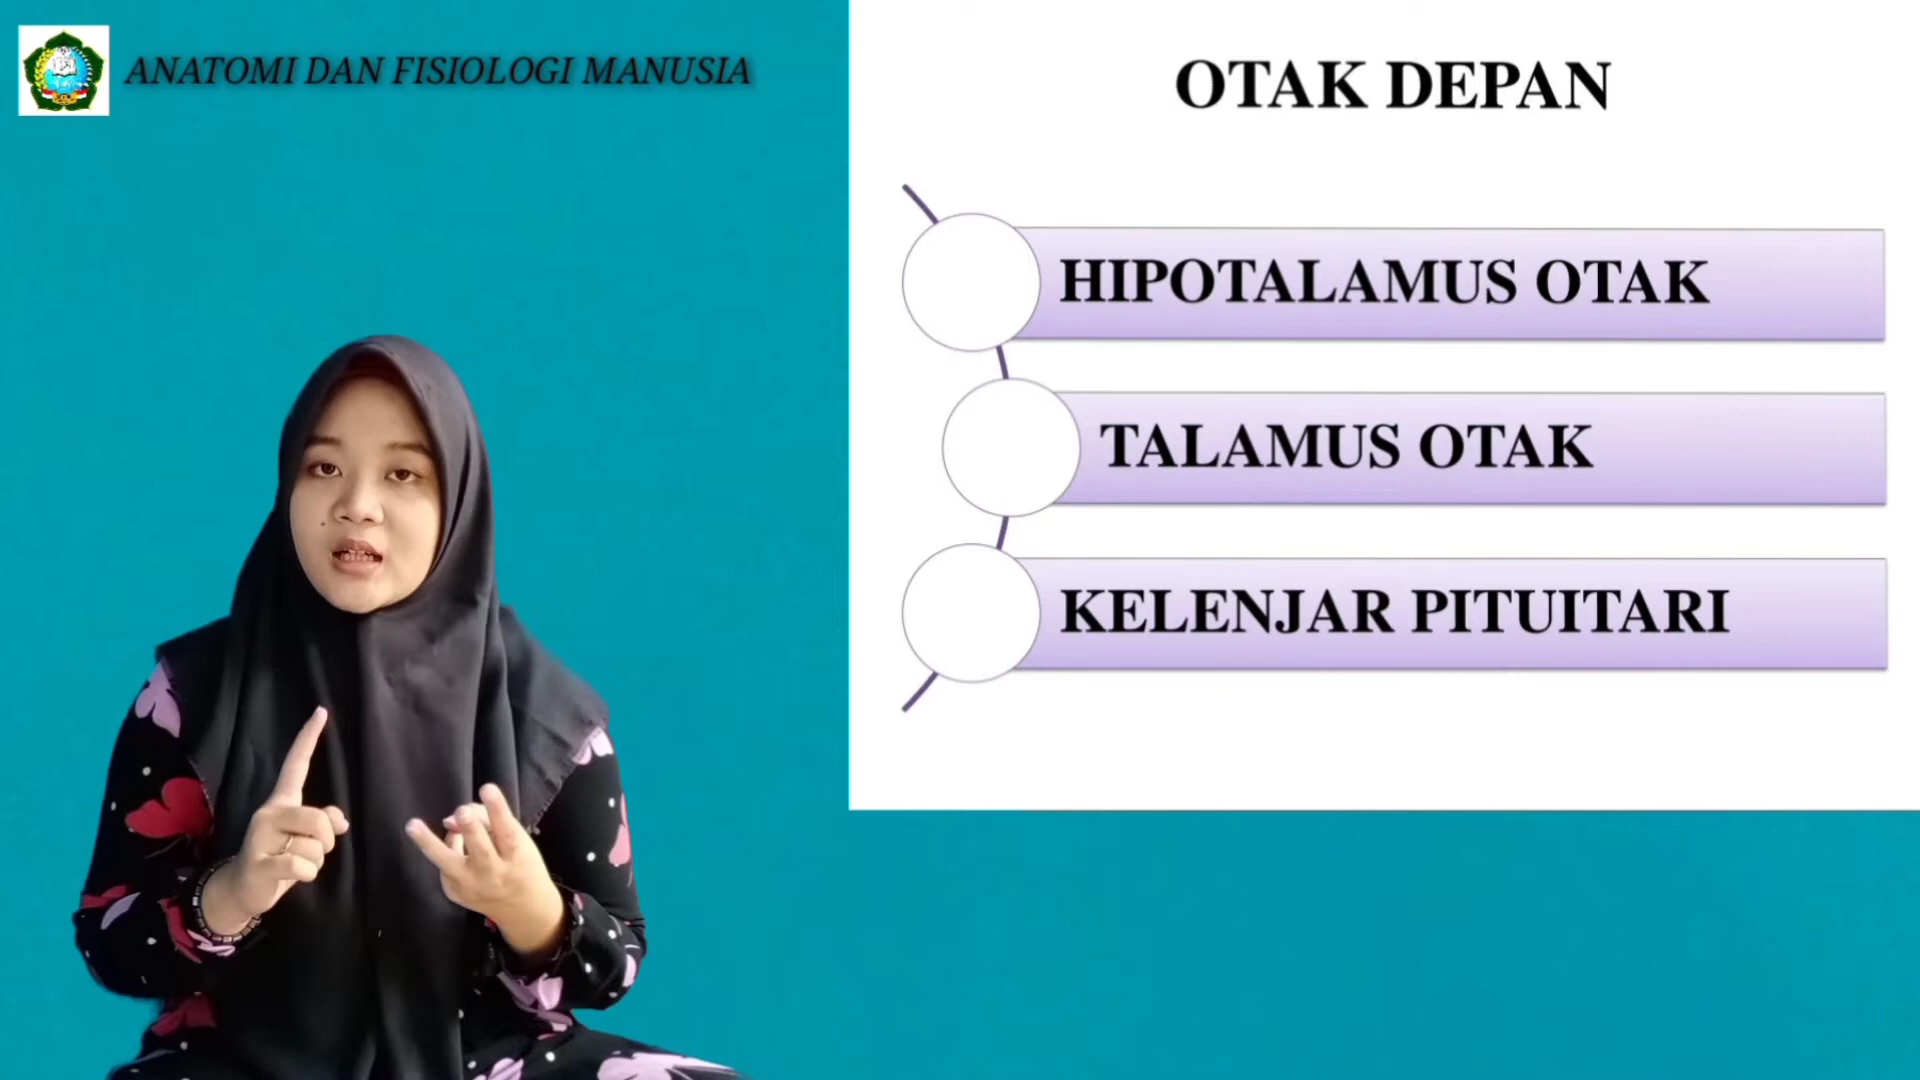 ANATOMI DAN FISIOLOGI MANUSIA
OTAK DEPAN
HIPOTALAMUS OTAK
TALAMUS OTAK
KELENJAR PITUITARI